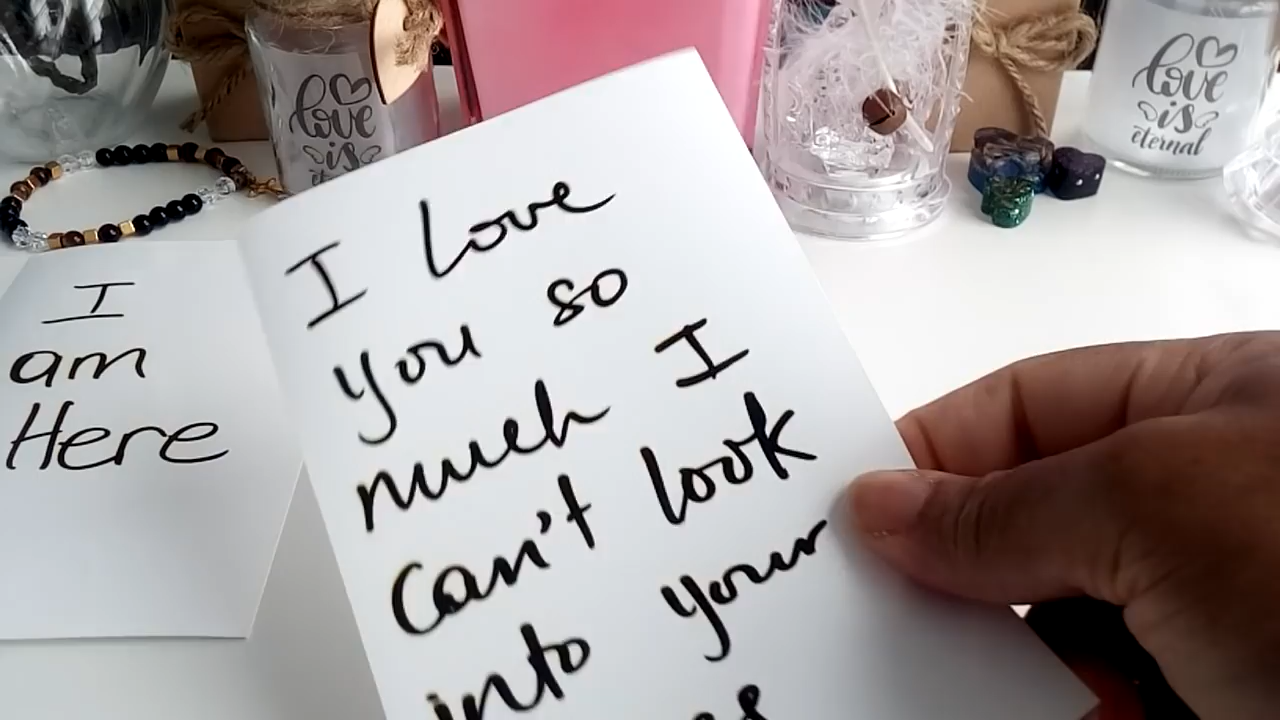 love
is
love
is
eternal
I
am
Here
I love
you so
much I
can't look
into your